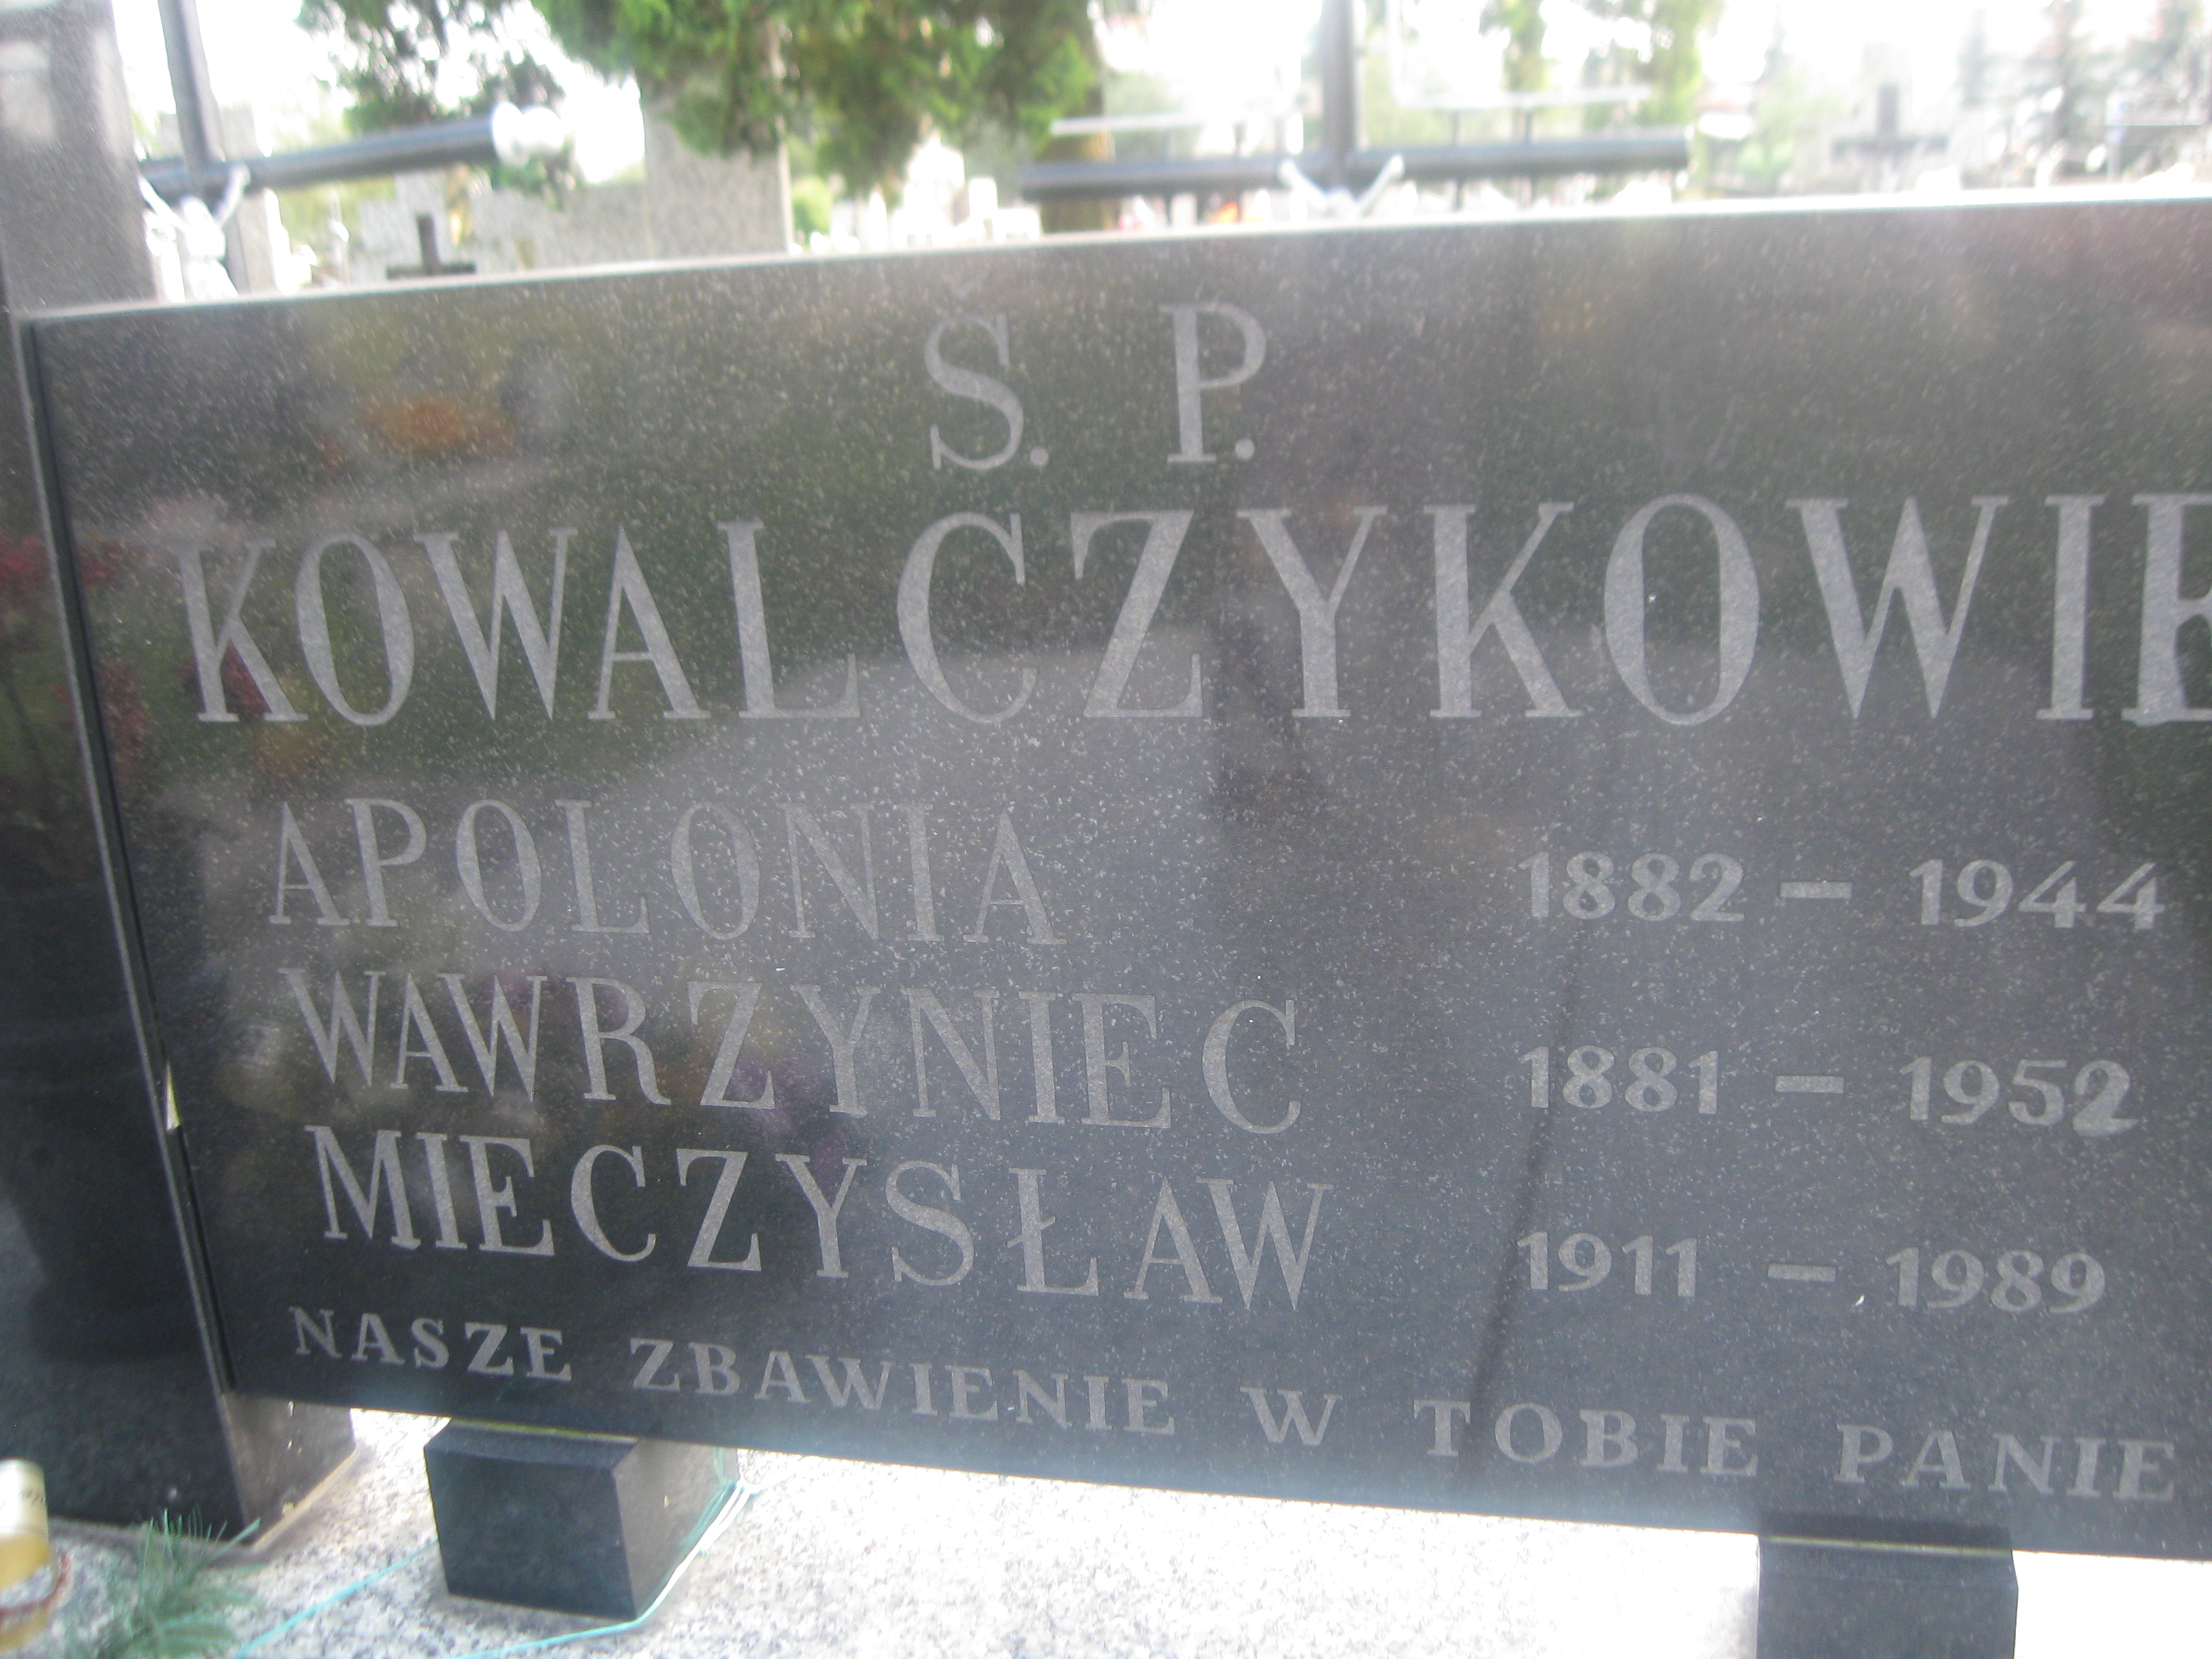 Ś. P.
KOWALCZYKOWIE
APOLONIA 1882 – 1944
WAWRZYNIEC 1881 – 1952
MIECZYSŁAW 1911 – 1989
NASZE ZBAWIENIE W TOBIE PANIE